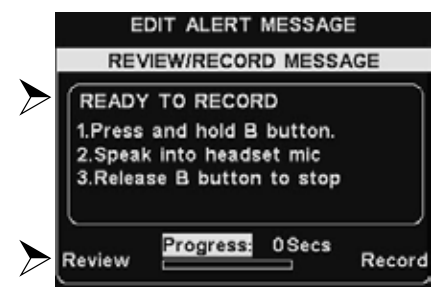 EDIT ALERT MESSAGE
REVIEW/RECORD MESSAGE
READY TO RECORD
1.Press and hold B button.
2.Speak into headset mic
3.Release B button to stop
Progress: 0Secs
Review Record